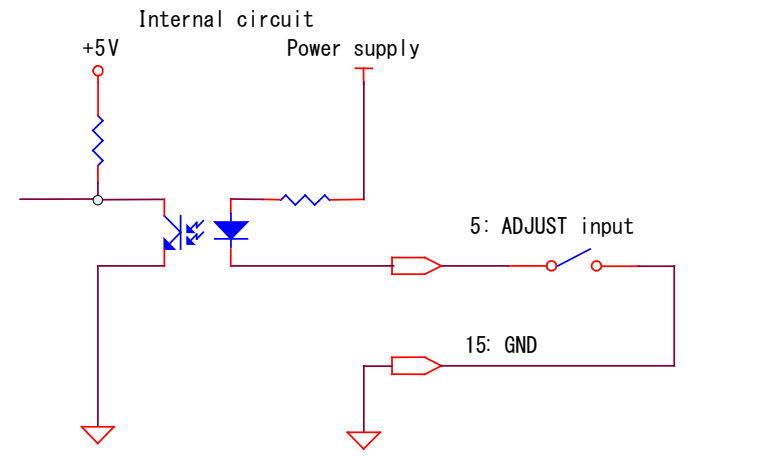 Internal circuit
+5V
Power supply
5: ADJUST input
15: GND